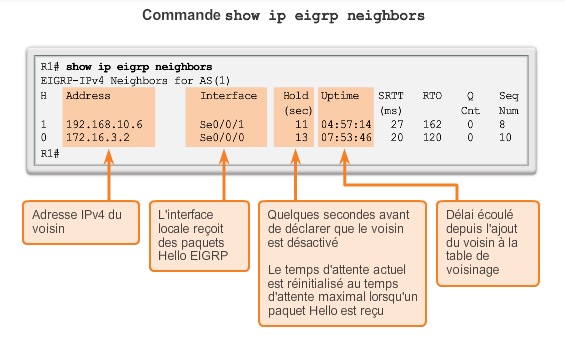 Commande show ip eigrp neighbors
R1# show ip eigrp neighbors
EIGRP-IPv4 Neighbors for AS(1)
H Address Interface Hold Uptime SRTT RTO Q Seq
(sec) (ms) Cnt Num
1 192.168.10.6 Se0/0/1 11 04:57:14 27 162 0 8
0 172.16.3.2 Se0/0/0 13 07:53:46 20 120 0 10
R1#
Adresse IPv4 du
voisin
L'interface
locale reçoit
des paquets
Hello EIGRP
Quelques secondes avant
de déclarer que le voisin
est désactivé
Le temps d'attente actuel
est réinitialisé au temps
d'attente maximal lorsqu'un
paquet Hello est reçu
Délai écoulé
depuis l'ajout
du voisin à la
table de
voisinage